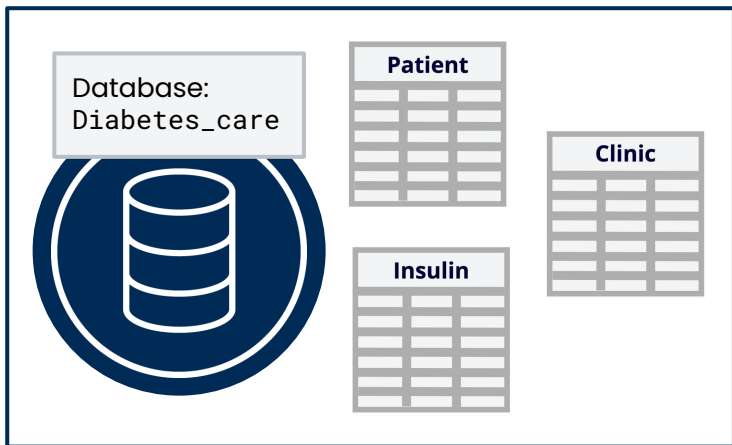 Database:
Diabetes_care
Patient
Clinic
Insulin